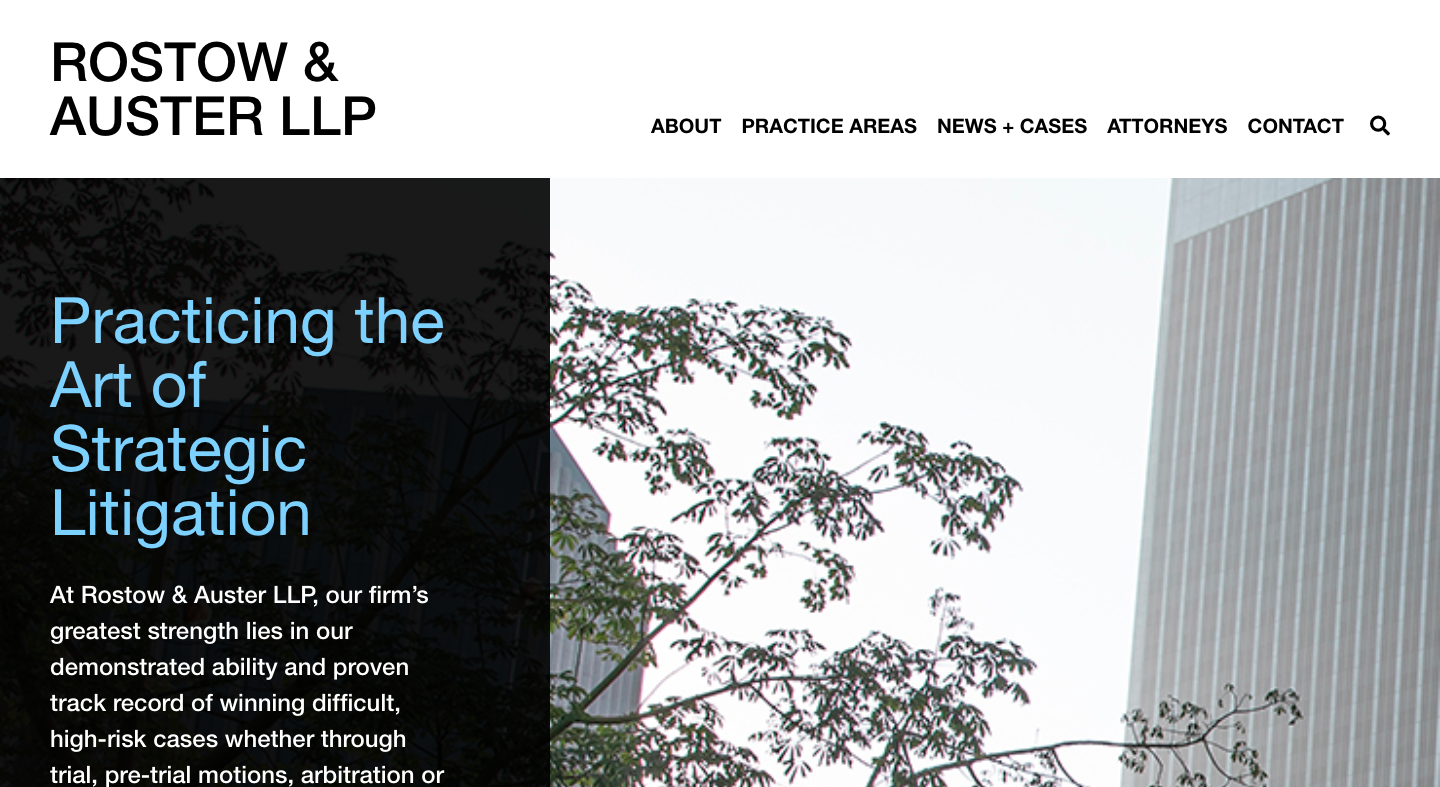 ROSTOW &
AUSTER LLP
ABOUT PRACTICE AREAS NEWS + CASES ATTORNEYS CONTACT
Practicing the
Art of
Strategic
Litigation
At Rostow & Auster LLP, our firm’s
greatest strength lies in our
demonstrated ability and proven
track record of winning difficult,
high-risk cases whether through
trial, pre-trial motions, arbitration or